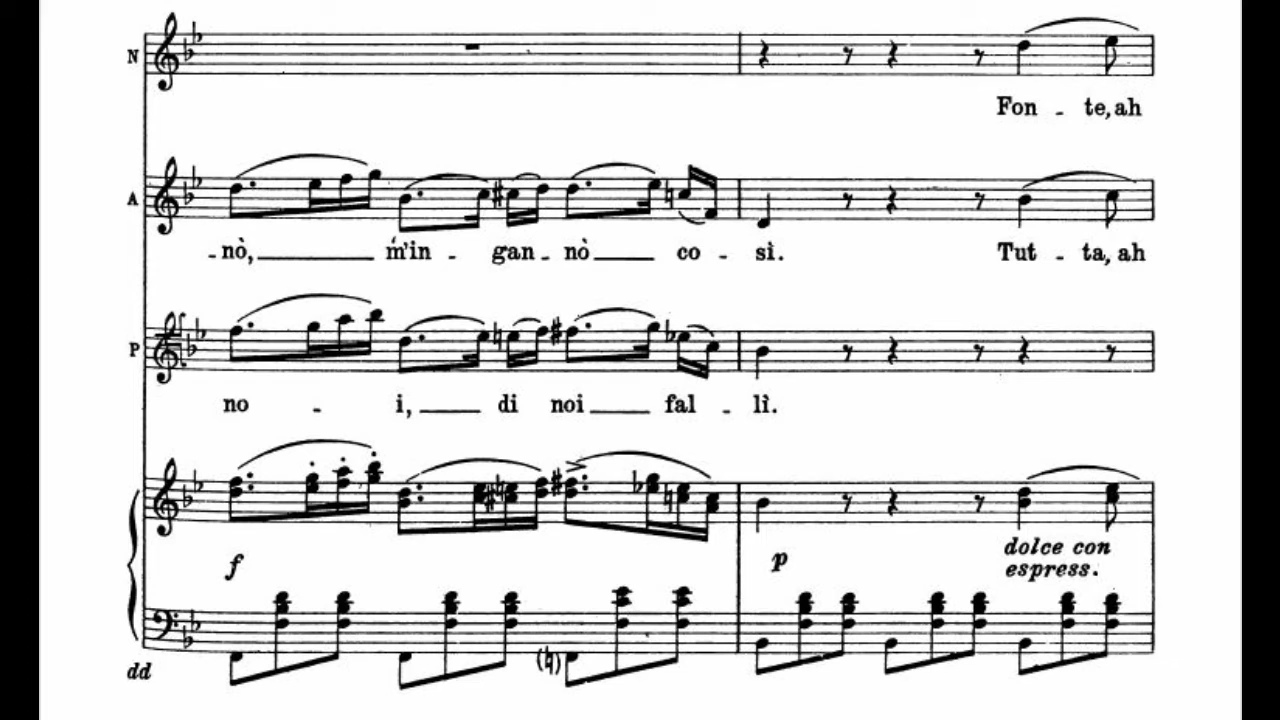 N
Fon - te, ah
A
- nò, m'in - gan - nò co - sì.
Tut - ta, ah
P
no - i, di noi fal - lì.
f
p
dolce con
espress.
dd